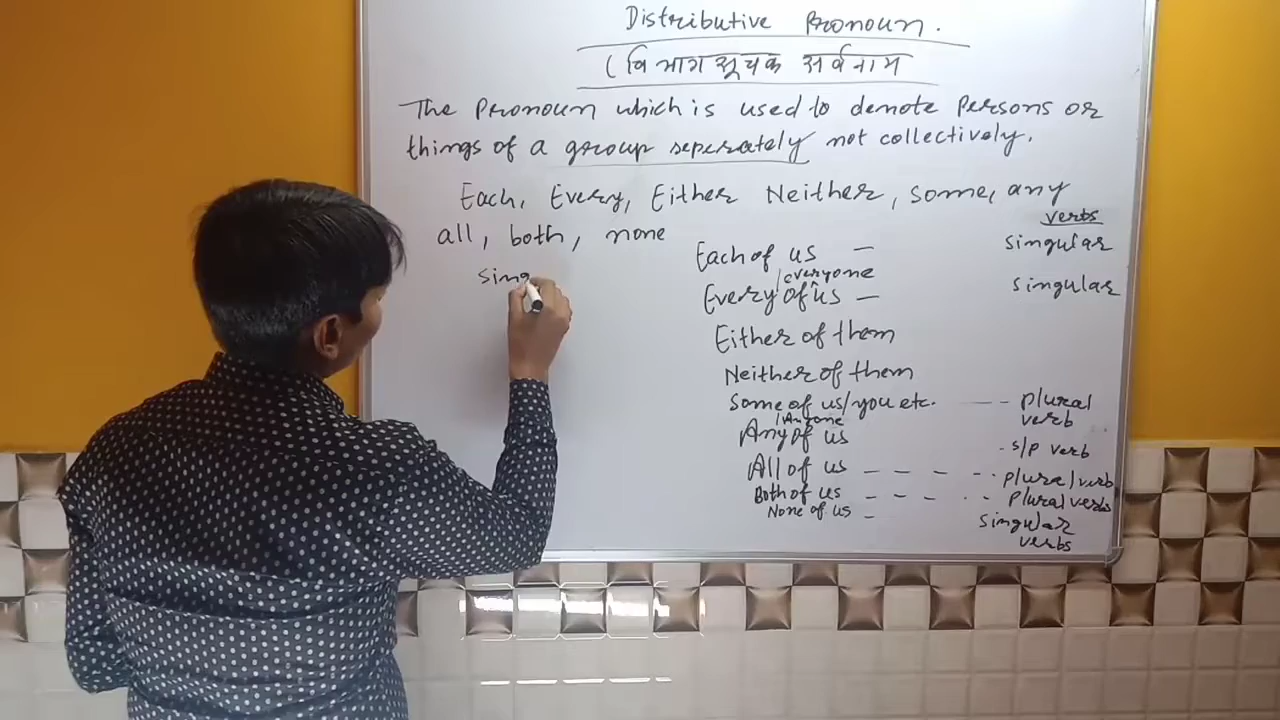 Distributive Pronoun.
( विभागसूचक सर्वनाम
The Pronoun which is used to denote Persons or
things of a group seperately not collectively.
Each, Every, Either Neither, some, any
all, both, none
sing
verbs
Each of us — singular
/everyone
Every of us — singular
Either of them
Neither of them
Some of us/you etc. —— plural
verb
/Anyone
Any of us - s/p verb
All of us — — — — -. plural verb
Both of us — — — -. — plural verbs
None of us — singular
verbs